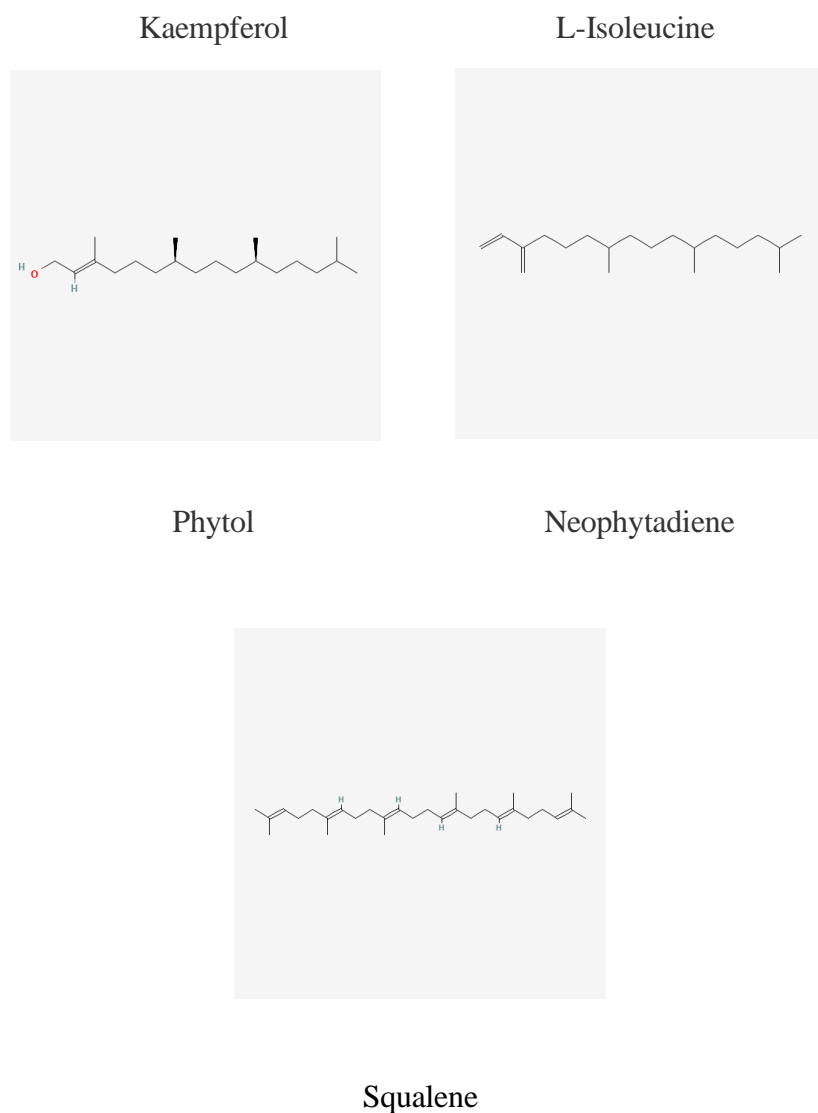 Kaempferol L-Isoleucine
H O H
Phytol Neophytadiene
H H
H H
Squalene